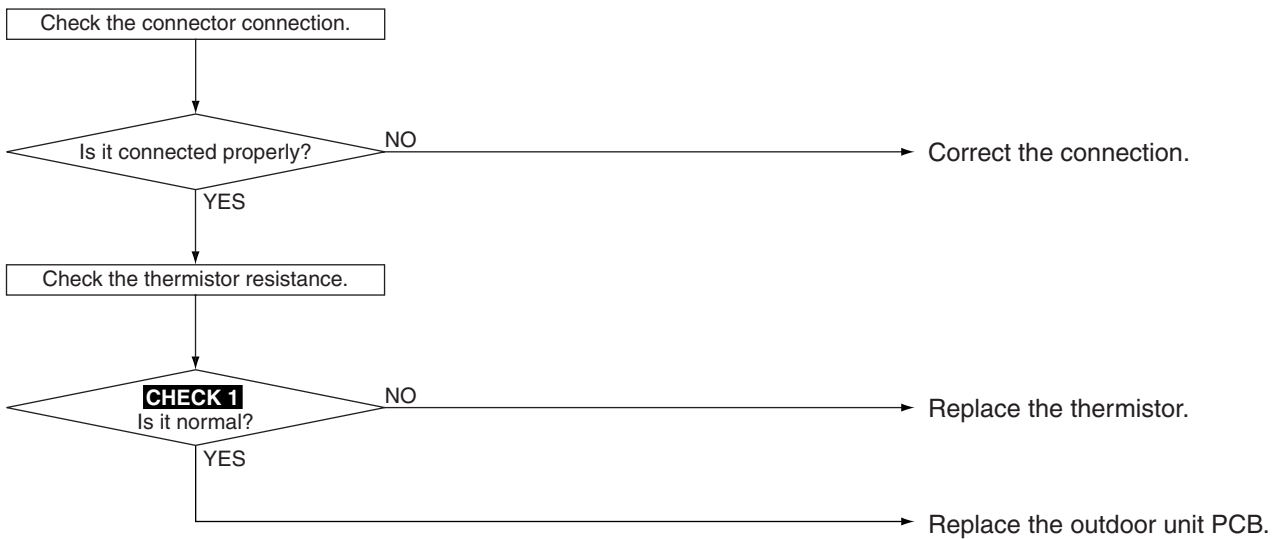 Check the connector connection.
Is it connected properly?
NO
Correct the connection.
YES
Check the thermistor resistance.
CHECK 1
Is it normal?
NO
Replace the thermistor.
YES
Replace the outdoor unit PCB.